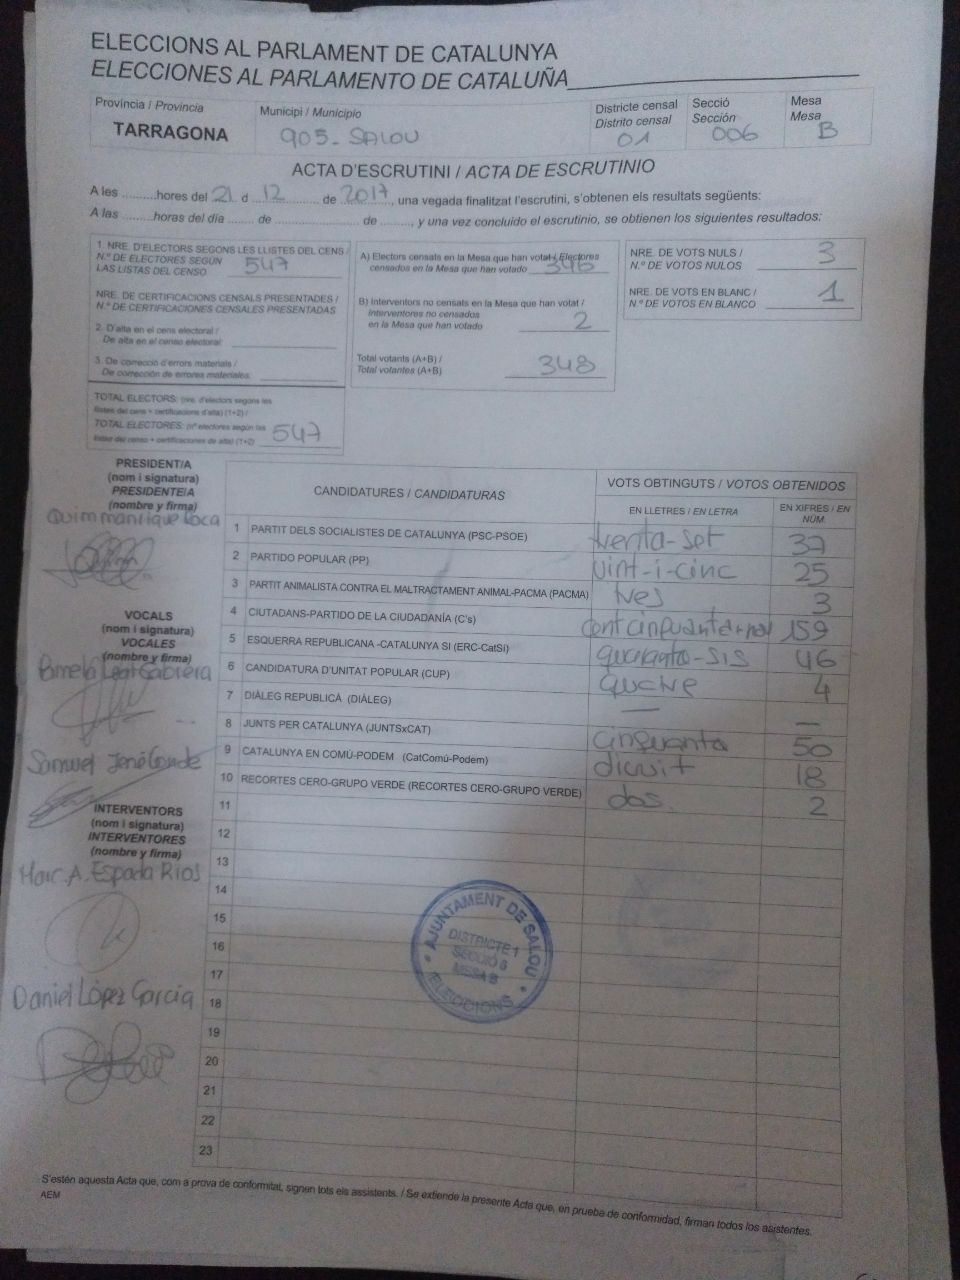 ELECCIONS AL PARLAMENT DE CATALUNYA
ELECCIONES AL PARLAMENTO DE CATALUÑA
Província / Provincia
TARRAGONA
Municipi / Municipio
905 - SALOU
Districte censal
Distrito censal
01
Secció
Sección
006
Mesa
Mesa
B
ACTA D'ESCRUTINI / ACTA DE ESCRUTINIO
A les ..........hores del 21 d ... 12 ........... de 2017, una vegada finalitzat l'escrutini, s'obtenen els resultats següents:
A las .........horas del día ....... de ............................ de ........, y una vez concluido el escrutinio, se obtienen los siguientes resultados:
1. NRE. D'ELECTORS SEGONS LES LLISTES DEL CENS /
N.º DE ELECTORES SEGÚN
LAS LISTAS DEL CENSO
547
NRE. DE CERTIFICACIONS CENSALS PRESENTADES /
N.º DE CERTIFICACIONES CENSALES PRESENTADAS
2. D'alta en el cens electoral /
De alta en el censo electoral:
3. De correcció d'errors materials /
De corrección de errores materiales:
TOTAL ELECTORS: (nre. d'electors segons les
llistes del cens + certificacions d'alta) (1+2) /
TOTAL ELECTORES: (nº electores según las
listas del censo + certificaciones de alta) (1+2)
547
A) Electors censats en la Mesa que han votat / Electores
censados en la Mesa que han votado
346
B) Interventors no censats en la Mesa que han votat /
Interventores no censados
en la Mesa que han votado
2
Total votants (A+B) /
Total votantes (A+B)
348
NRE. DE VOTS NULS /
N.º DE VOTOS NULOS
3
NRE. DE VOTS EN BLANC /
N.º DE VOTOS EN BLANCO
1
PRESIDENT/A
(nom i signatura)
PRESIDENTE/A
(nombre y firma)
Quim manrique Roca
VOCALS
(nom i signatura)
VOCALES
(nombre y firma)
Pamela Leal Cabrera
Samuel Conde
INTERVENTORS
(nom i signatura)
INTERVENTORES
(nombre y firma)
Marc A. Espada Rios
Daniel López Garcia
CANDIDATURES / CANDIDATURAS
VOTS OBTINGUTS / VOTOS OBTENIDOS
EN LLETRES / EN LETRA
EN XIFRES / EN NÚM.
1 PARTIT DELS SOCIALISTES DE CATALUNYA (PSC-PSOE) trenta-set 37
2 PARTIDO POPULAR (PP) vint-i-cinc 25
3 PARTIT ANIMALISTA CONTRA EL MALTRACTAMENT ANIMAL-PACMA (PACMA) tres 3
4 CIUTADANS-PARTIDO DE LA CIUDADANÍA (C's) cent cinquanta-nou 159
5 ESQUERRA REPUBLICANA -CATALUNYA SI (ERC-CatSí) quaranta-sis 46
6 CANDIDATURA D'UNITAT POPULAR (CUP) quatre 4
7 DIÀLEG REPUBLICÀ (DIÀLEG) — —
8 JUNTS PER CATALUNYA (JUNTSxCAT) cinquanta 50
9 CATALUNYA EN COMÚ-PODEM (CatComú-Podem) divuit 18
10 RECORTES CERO-GRUPO VERDE (RECORTES CERO-GRUPO VERDE) dos. 2
11
12
13
14
15
16
17
18
19
20
21
22
23
AJUNTAMENT DE SALOU
DISTRICTE 1
SECCIÓ 6
MESA B
ELECCIONS
S'estén aquesta Acta que, com a prova de conformitat, signen tots els assistents. / Se extiende la presente Acta que, en prueba de conformidad, firman todos los asistentes.
AEM